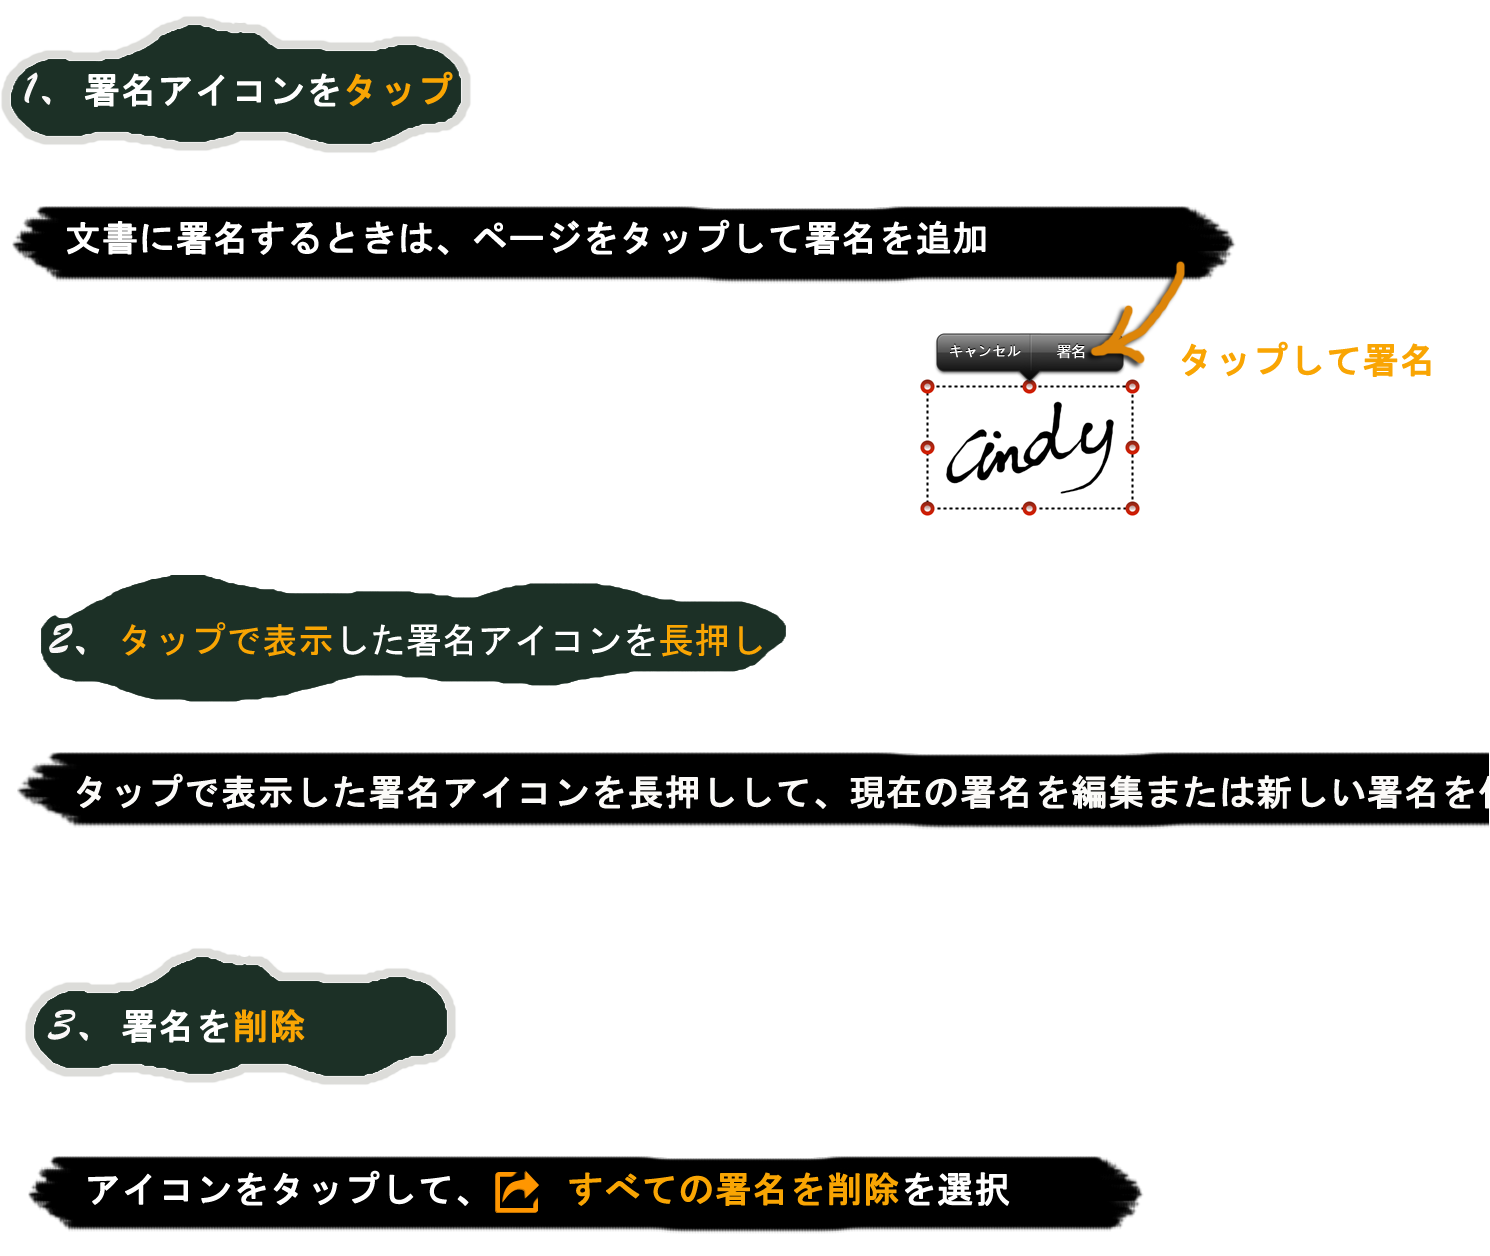 1、署名アイコンをタップ
文書に署名するときは、ページをタップして署名を追加
キャンセル 署名
タップして署名
Cindy
2、タップで表示した署名アイコンを長押し
タップで表示した署名アイコンを長押しして、現在の署名を編集または新しい署名を
3、署名を削除
アイコンをタップして、すべての署名を削除を選択